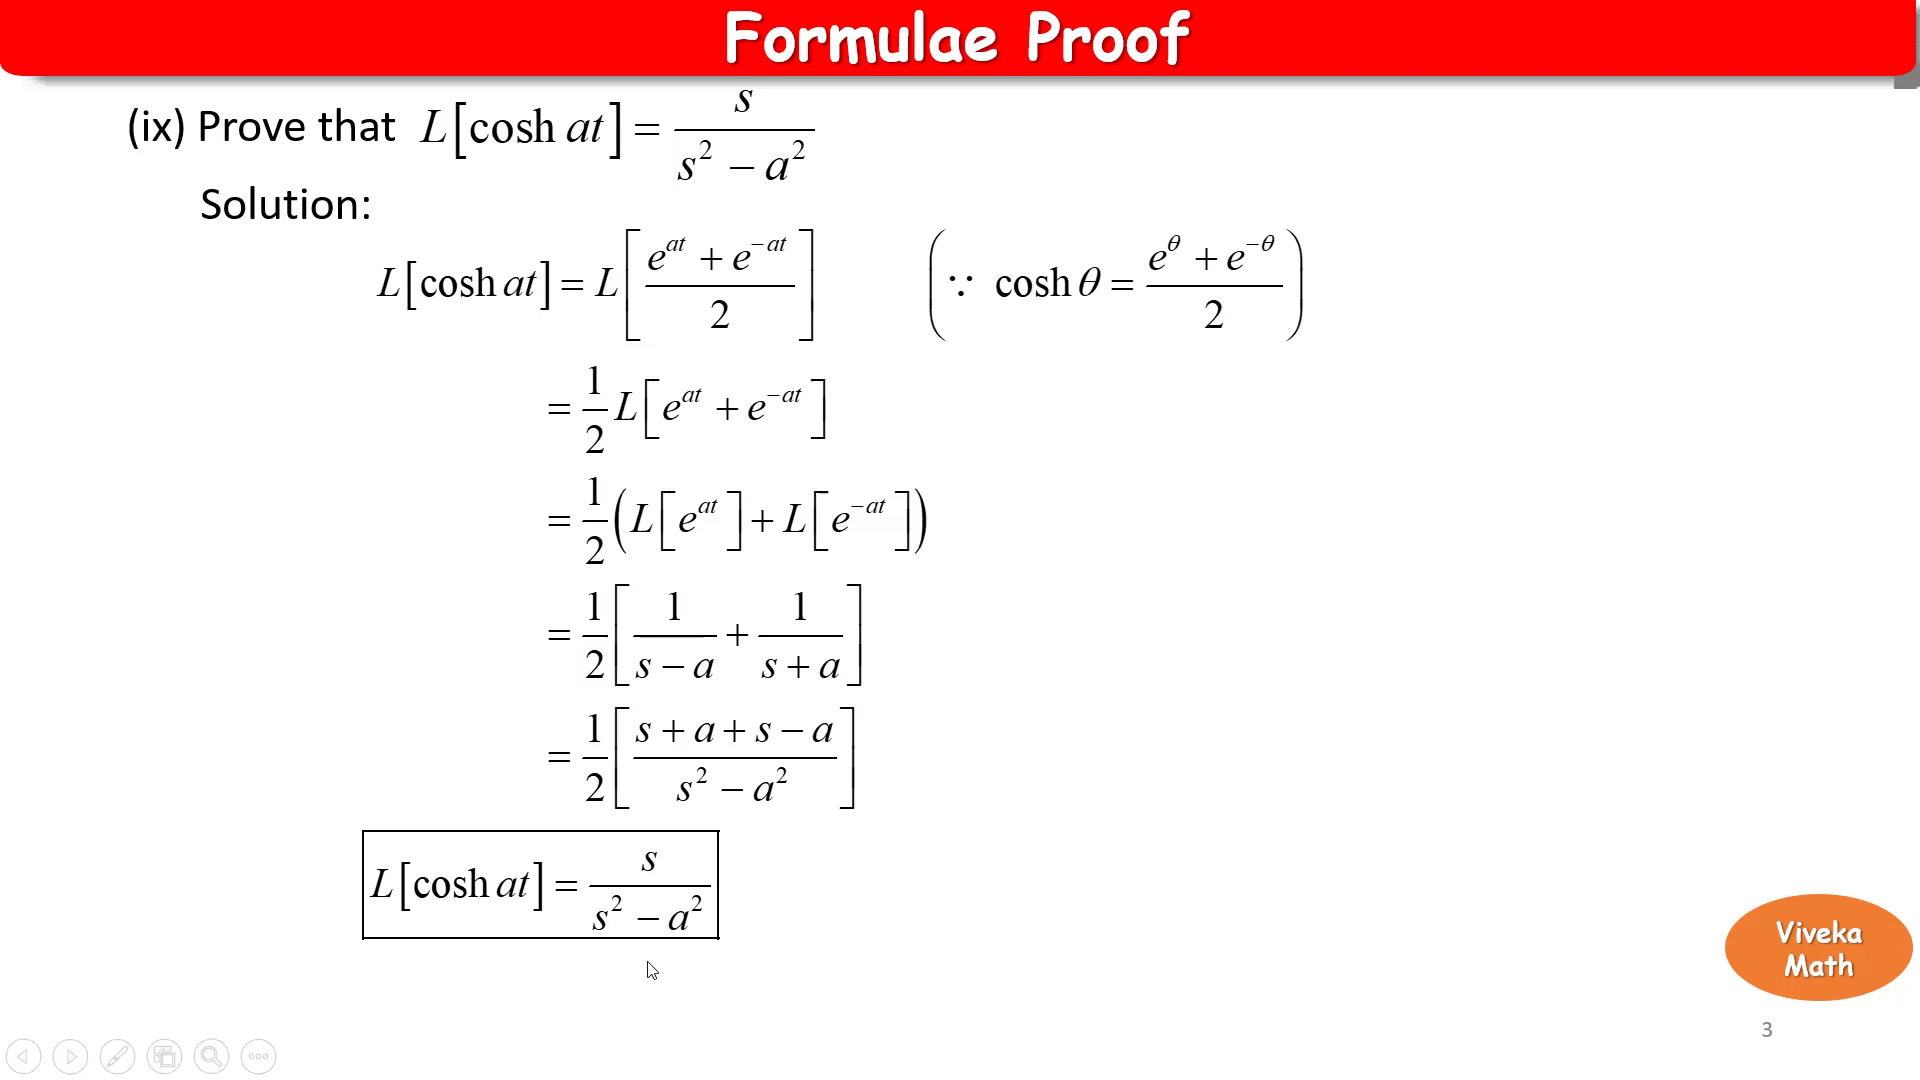 Formulae Proof
(ix) Prove that L[cosh at] = s / (s² − a²)
Solution:
L[cosh at] = L[(e^{at} + e^{−at}) / 2] (∵ cosh θ = (e^{θ} + e^{−θ}) / 2)
= 1/2 L[e^{at} + e^{−at}]
= 1/2 (L[e^{at}] + L[e^{−at}])
= 1/2 [1/(s − a) + 1/(s + a)]
= 1/2 [(s + a + s − a) / (s² − a²)]
L[cosh at] = s / (s² − a²)
Viveka
Math
3